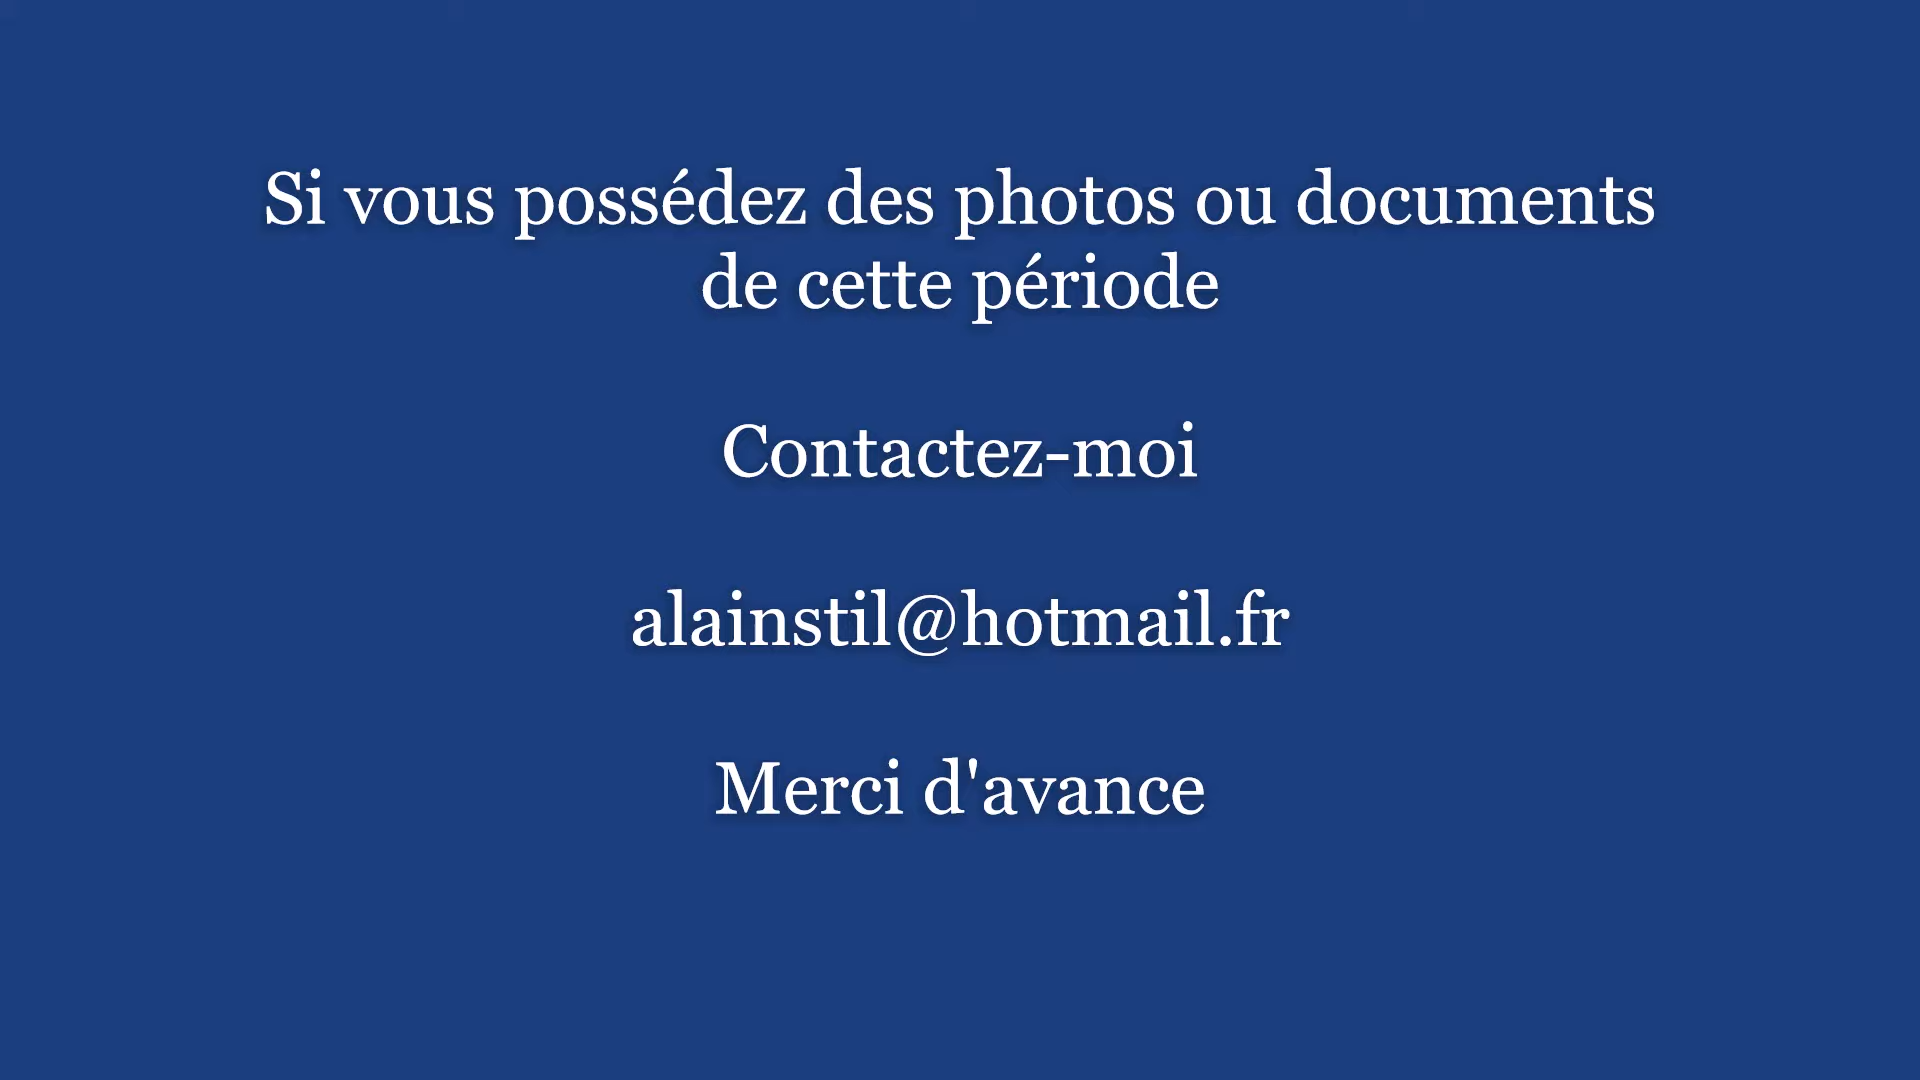 Si vous possédez des photos ou documents
de cette période
Contactez-moi
alainstil@hotmail.fr
Merci d'avance